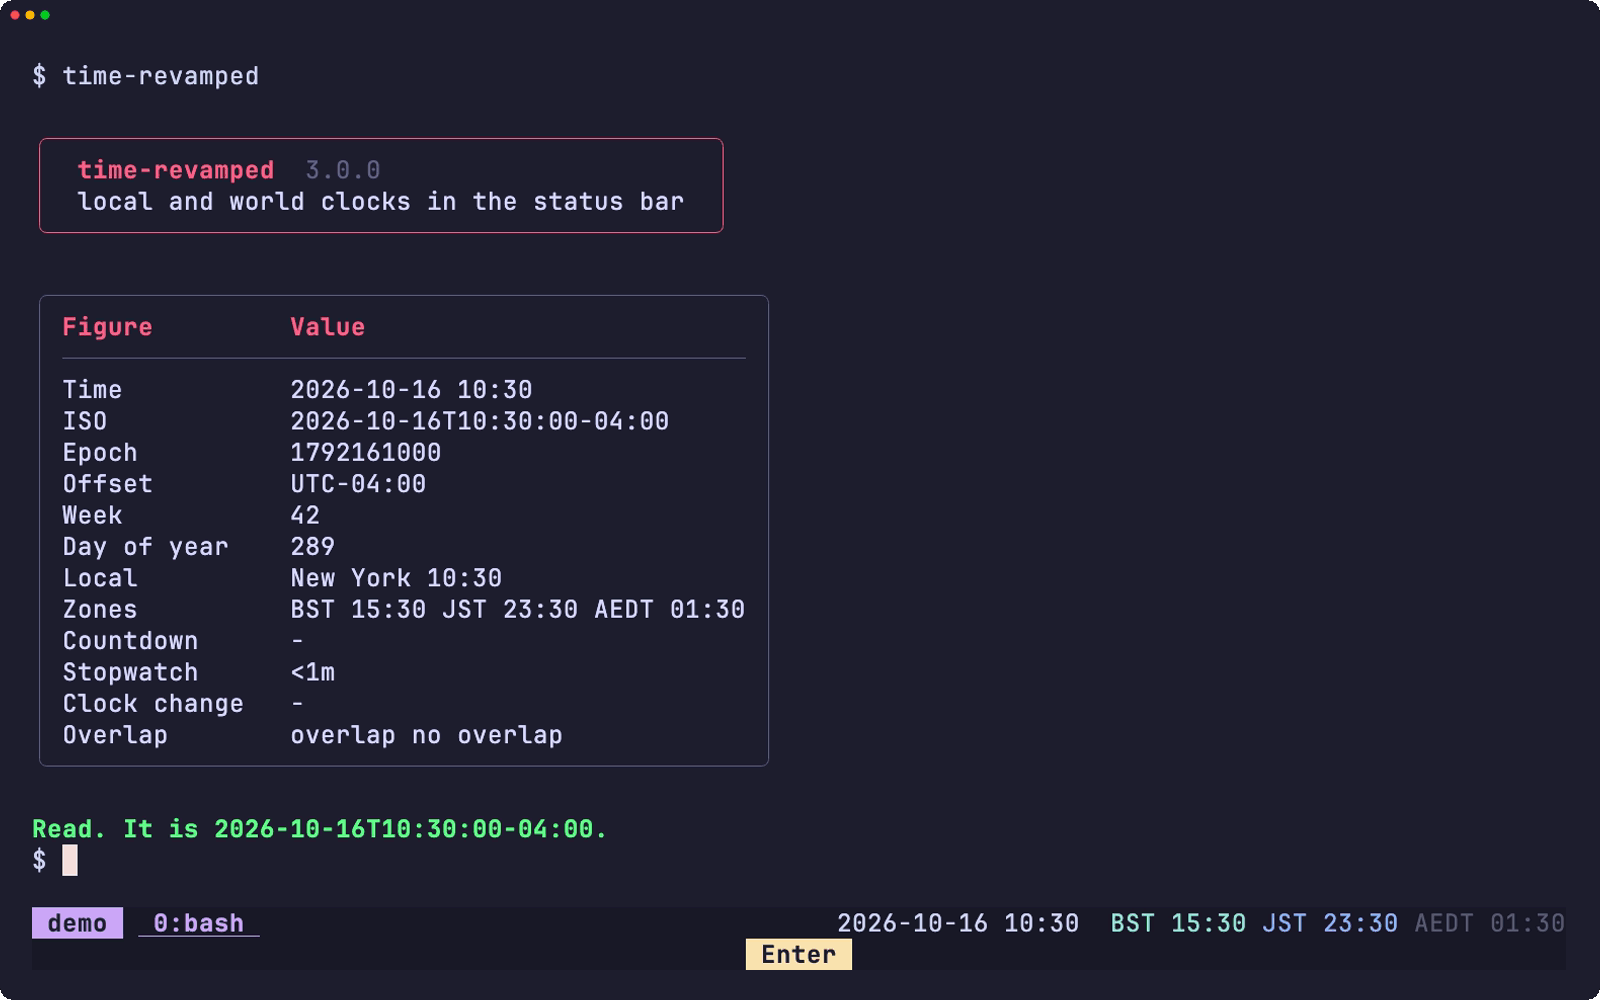 $ time-revamped
time-revamped 3.0.0
local and world clocks in the status bar
Figure Value
Time 2026-10-16 10:30
ISO 2026-10-16T10:30:00-04:00
Epoch 1792161000
Offset UTC-04:00
Week 42
Day of year 289
Local New York 10:30
Zones BST 15:30 JST 23:30 AEDT 01:30
Countdown -
Stopwatch <1m
Clock change -
Overlap overlap no overlap
Read. It is 2026-10-16T10:30:00-04:00.
$
demo 0:bash 2026-10-16 10:30 BST 15:30 JST 23:30 AEDT 01:30
Enter